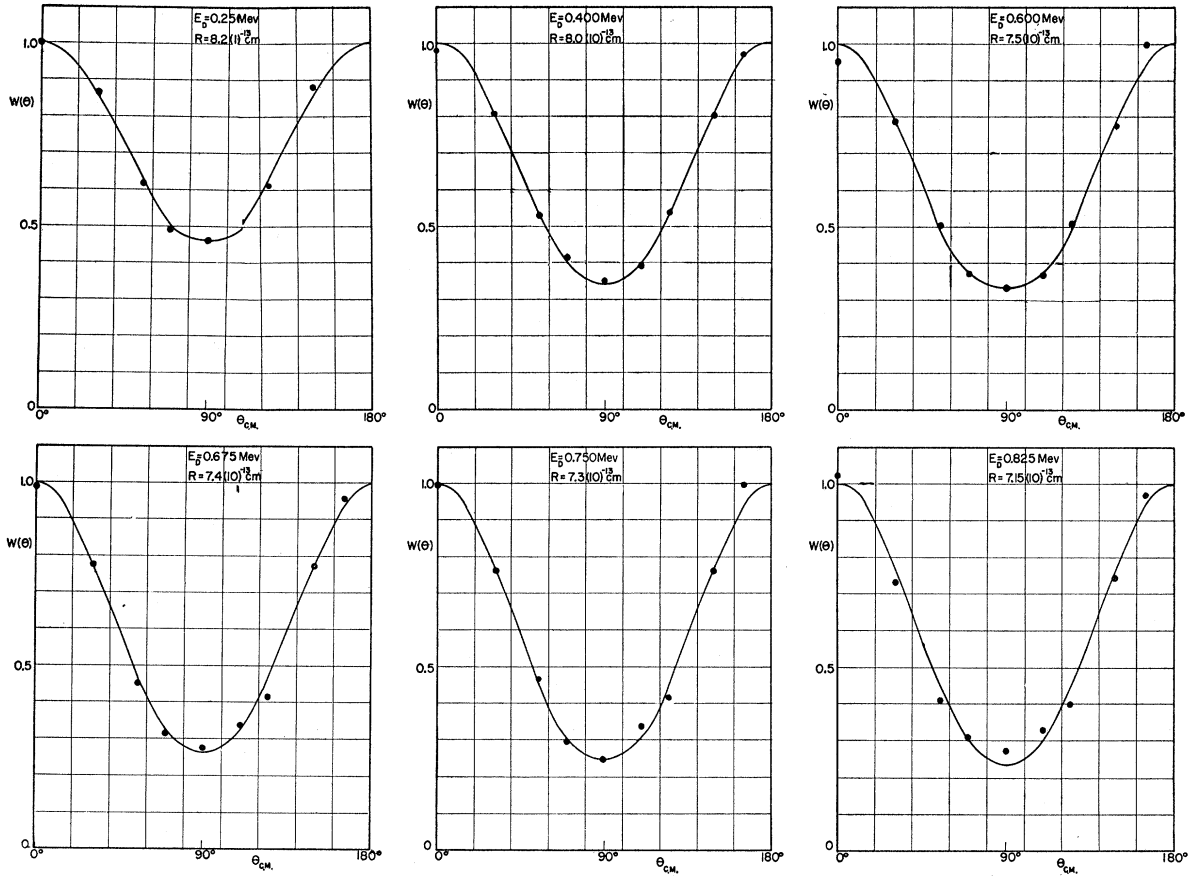 E_D=0.25 Mev
R=8.2(1)^-13 cm
1.0
W(θ)
0.5
0
0°
90°
θ_C.M.
180°
E_D=0.400 Mev
R=8.0(10)^-13 cm
1.0
W(θ)
0.5
0
0°
90°
θ_C.M.
180°
E_D=0.600 Mev
R=7.5(10)^-13 cm
1.0
W(θ)
0.5
0
0°
90°
θ_C.M.
180°
E_D=0.675 Mev
R=7.4(10)^-13 cm
1.0
W(θ)
0.5
0
0°
90°
θ_C.M.
180°
E_D=0.750 Mev
R=7.3(10)^-13 cm
1.0
W(θ)
0.5
0
0°
90°
θ_C.M.
180°
E_D=0.825 Mev
R=7.15(10)^-13 cm
1.0
W(θ)
0.5
0
0°
90°
θ_C.M.
180°